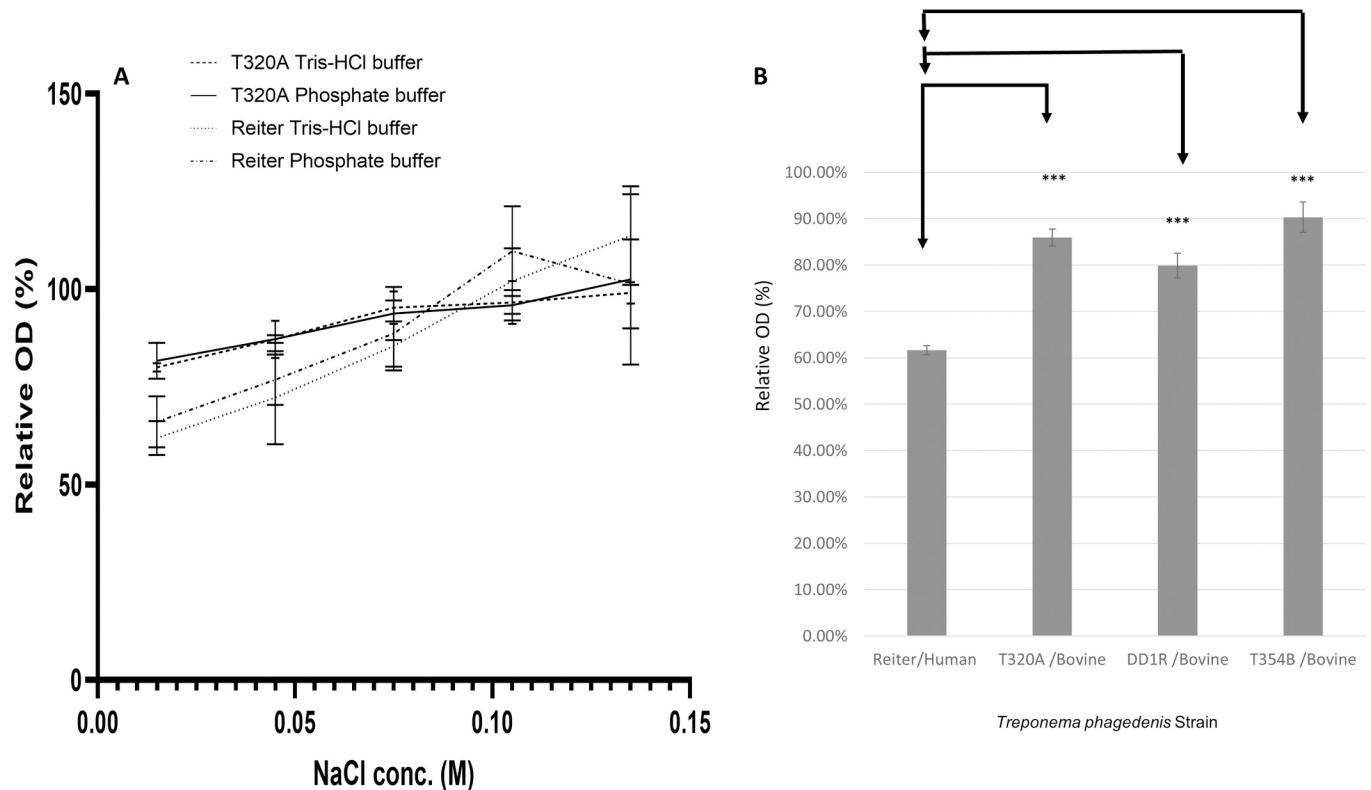 A
T320A Tris-HCl buffer
T320A Phosphate buffer
Reiter Tris-HCl buffer
Reiter Phosphate buffer
150
100
50
0
Relative OD (%)
0.00
0.05
0.10
0.15
NaCl conc. (M)
B
***
***
***
100.00%
90.00%
80.00%
70.00%
60.00%
50.00%
40.00%
30.00%
20.00%
10.00%
0.00%
Relative OD (%)
Reiter/Human
T320A /Bovine
DD1R /Bovine
T354B /Bovine
Treponema phagedenis Strain